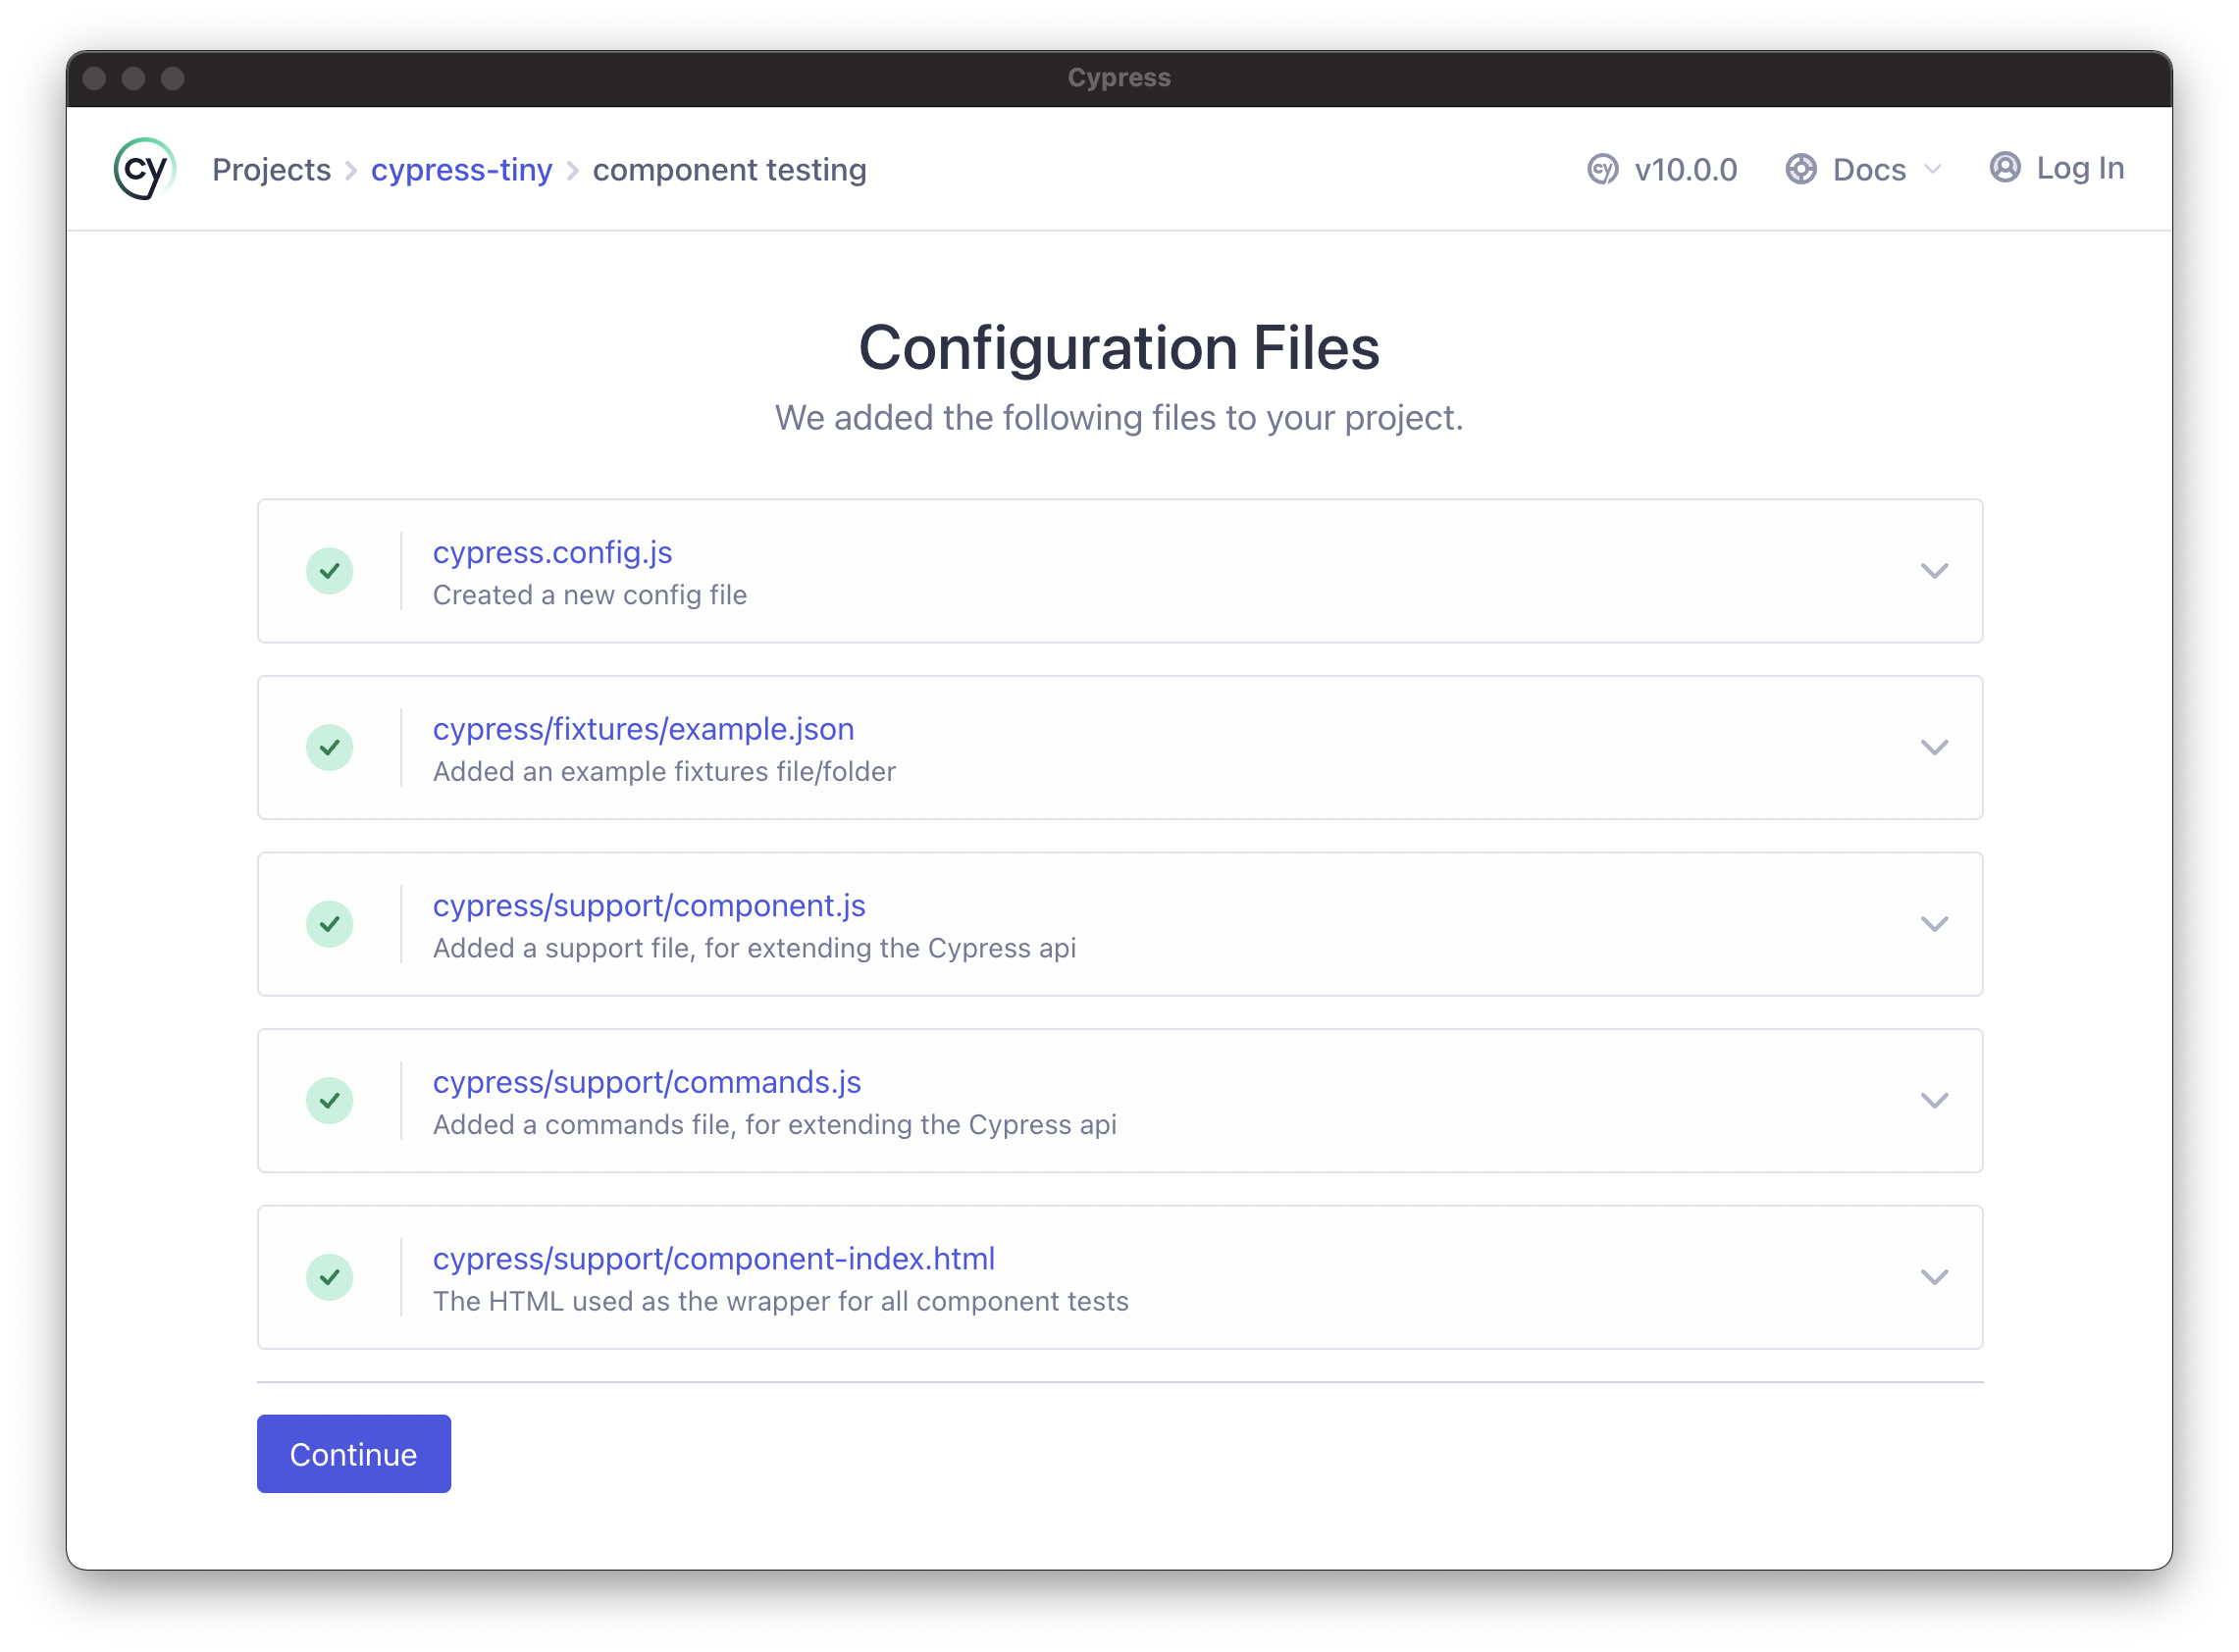 Cypress
cy Projects cypress-tiny component testing cy v10.0.0 Docs Log In
Configuration Files
We added the following files to your project.
cypress.config.js
Created a new config file
cypress/fixtures/example.json
Added an example fixtures file/folder
cypress/support/component.js
Added a support file, for extending the Cypress api
cypress/support/commands.js
Added a commands file, for extending the Cypress api
cypress/support/component-index.html
The HTML used as the wrapper for all component tests
Continue